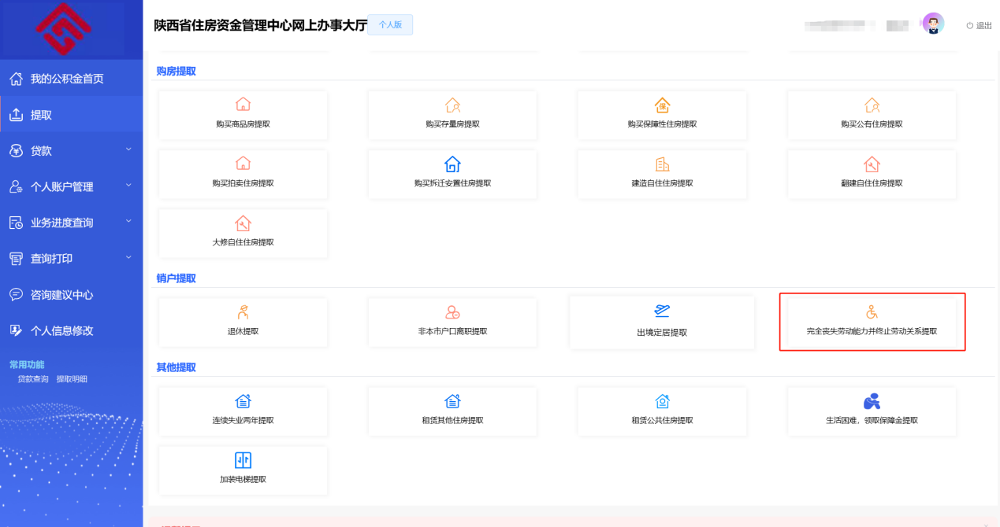 陕西省住房资金管理中心网上办事大厅 个人版
退出
我的公积金首页
提取
贷款
个人账户管理
业务进度查询
查询打印
咨询建议中心
个人信息修改
常用功能
贷款查询 提取明细
购房提取
购买商品房提取 购买存量房提取 购买保障性住房提取 购买公有住房提取
购买拍卖住房提取 购买拆迁安置住房提取 建造自住住房提取 翻建自住住房提取
大修自住住房提取
销户提取
退休提取 非本市户口离职提取 出境定居提取 完全丧失劳动能力并终止劳动关系提取
其他提取
连续失业两年提取 租赁其他住房提取 租赁公共住房提取 生活困难，领取保障金提取
加装电梯提取